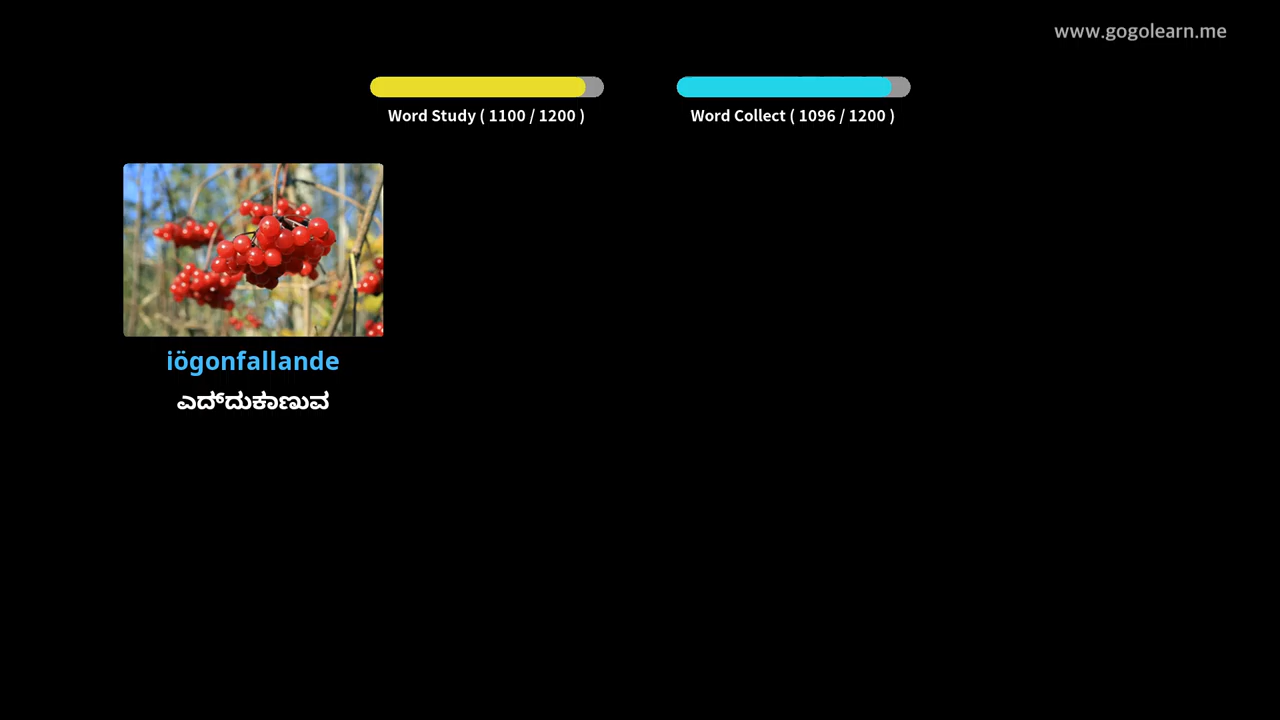 www.gogolearn.me
Word Study ( 1100 / 1200 )
Word Collect ( 1096 / 1200 )
iögonfallande
ಎದ್ದುಕಾಣುವ